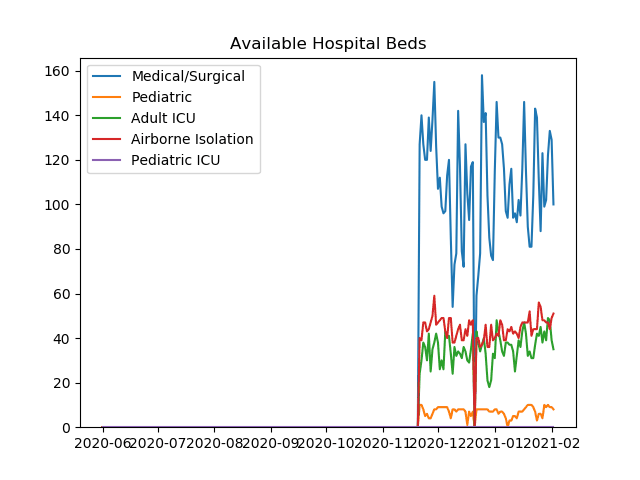 Available Hospital Beds
160
140
120
100
80
60
40
20
0
Medical/Surgical
Pediatric
Adult ICU
Airborne Isolation
Pediatric ICU
2020-06 2020-07 2020-08 2020-09 2020-10 2020-11 2020-12 2021-01 2021-02